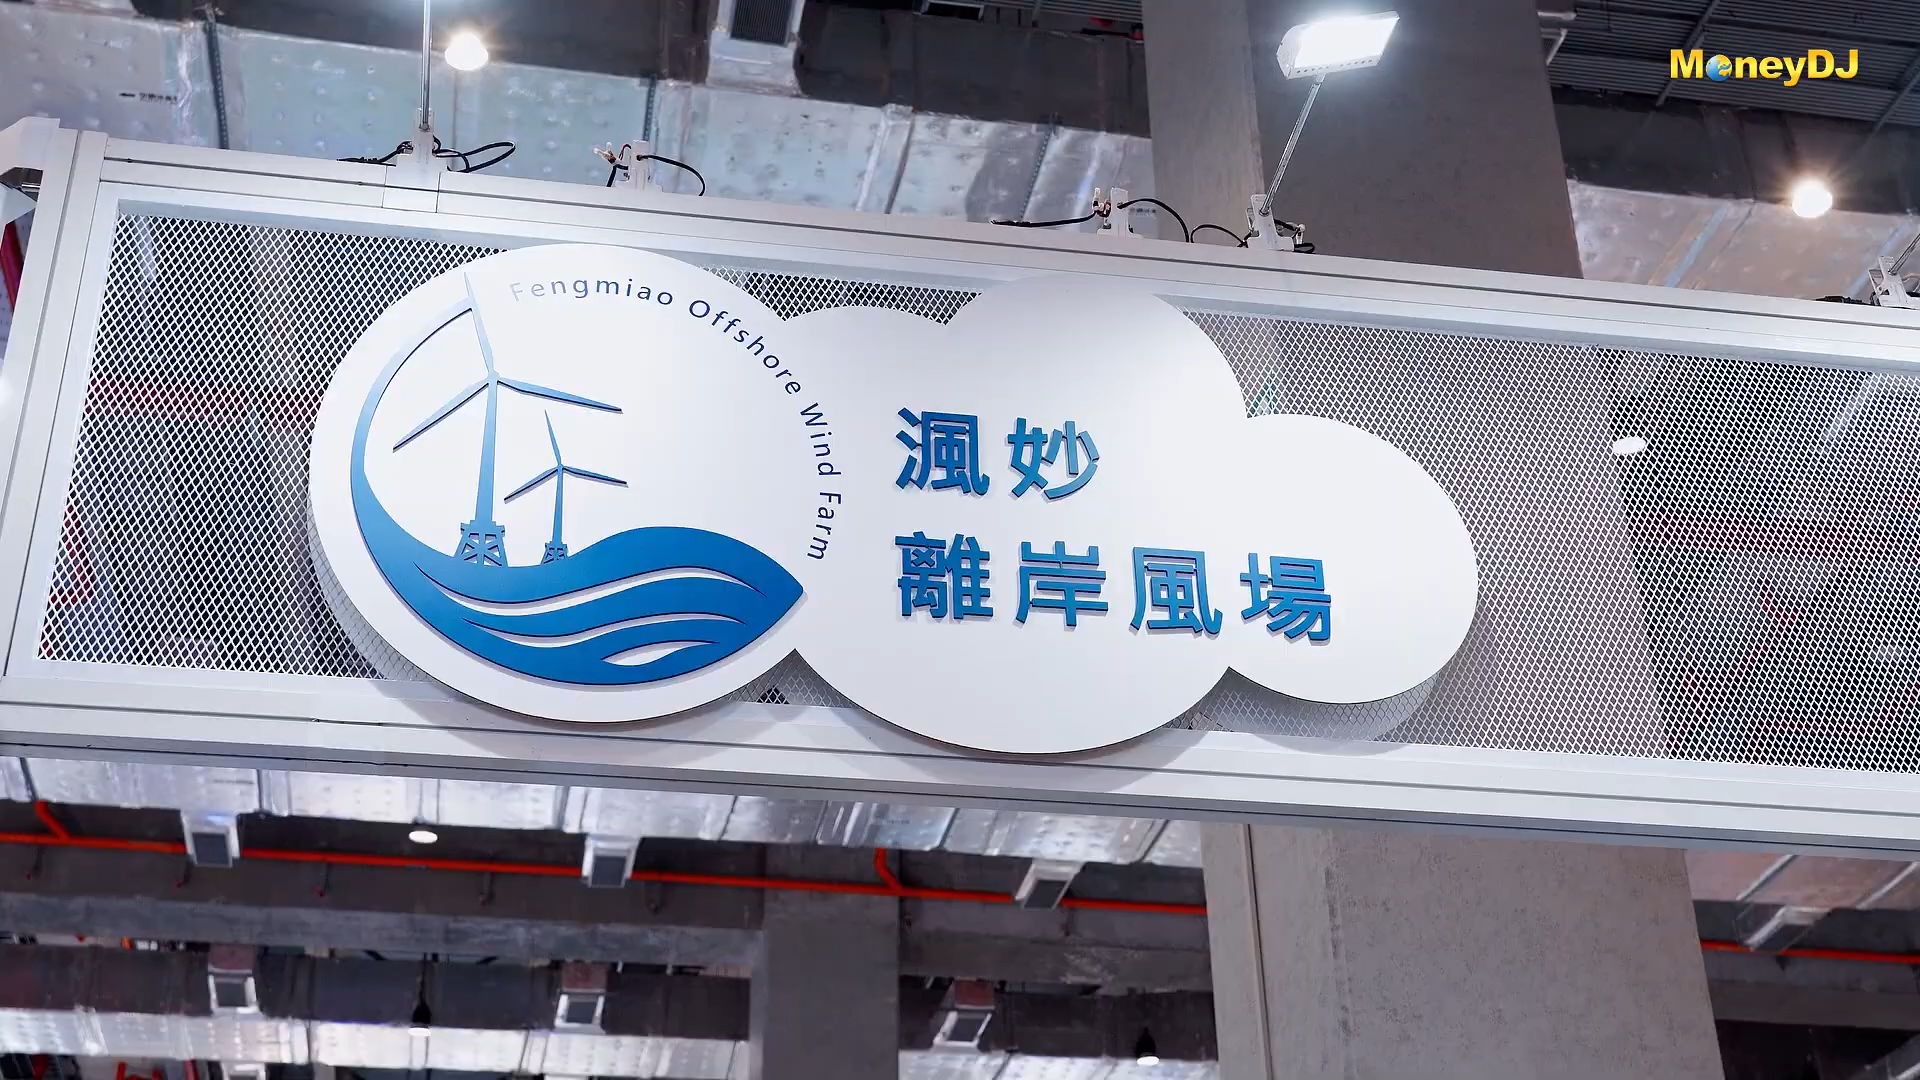 MoneyDJ
Fengmiao Offshore Wind Farm
渢妙
離岸風場